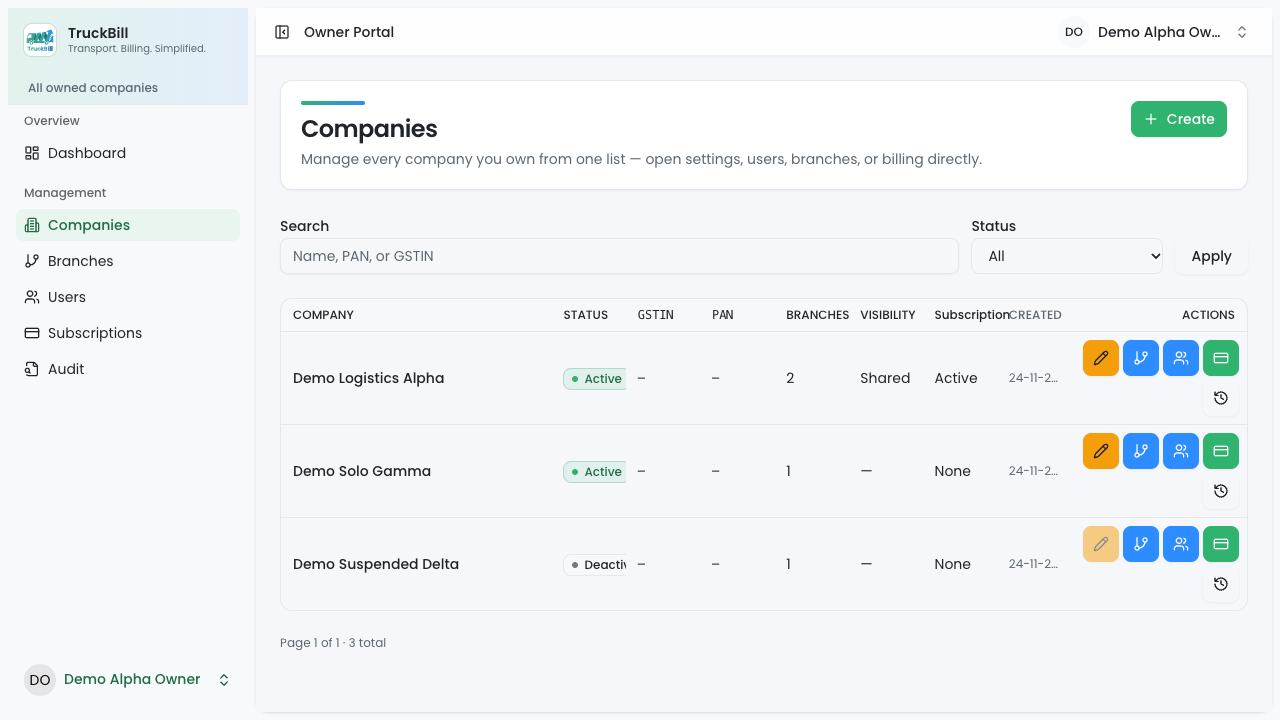 TruckBill
Transport. Billing. Simplified.
All owned companies
Overview
Dashboard
Management
Companies
Branches
Users
Subscriptions
Audit
DO Demo Alpha Owner
Owner Portal
DO Demo Alpha Ow...
Companies
Manage every company you own from one list — open settings, users, branches, or billing directly.
Create
Search
Name, PAN, or GSTIN
Status
All
Apply
COMPANY STATUS GSTIN PAN BRANCHES VISIBILITY Subscription CREATED ACTIONS
Demo Logistics Alpha Active – – 2 Shared Active 24-11-2...
Demo Solo Gamma Active – – 1 — None 24-11-2...
Demo Suspended Delta Deactiv – – 1 — None 24-11-2...
Page 1 of 1 · 3 total